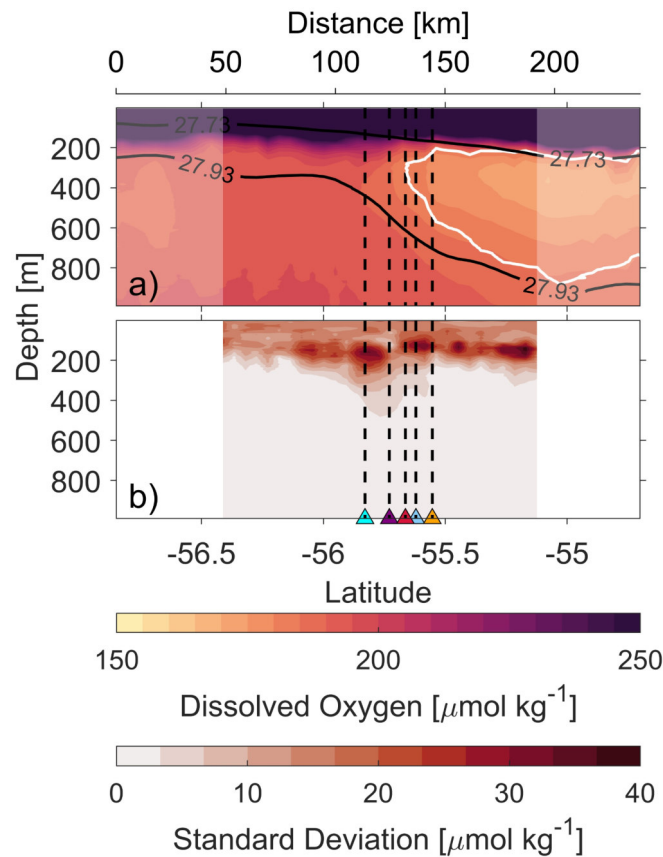 Distance [km]
0 50 100 150 200
27.73
27.73
27.93
27.93
200
400
600
800
a)
Depth [m]
200
400
600
800
b)
-56.5 -56 -55.5 -55
Latitude
150 200 250
Dissolved Oxygen [μmol kg⁻¹]
0 10 20 30 40
Standard Deviation [μmol kg⁻¹]